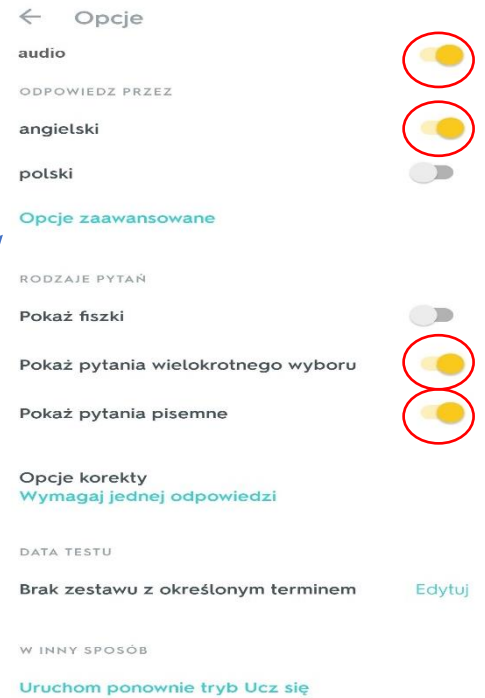 Opcje
audio
ODPOWIEDZ PRZEZ
angielski
polski
Opcje zaawansowane
RODZAJE PYTAŃ
Pokaż fiszki
Pokaż pytania wielokrotnego wyboru
Pokaż pytania pisemne
Opcje korekty
Wymagaj jednej odpowiedzi
DATA TESTU
Brak zestawu z określonym terminem Edytuj
W INNY SPOSÓB
Uruchom ponownie tryb Ucz się